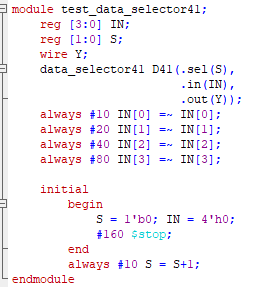 module test_data_selector41;
reg [3:0] IN;
reg [1:0] S;
wire Y;
data_selector41 D41(.sel(S),
.in(IN),
.out(Y));
always #10 IN[0] =~ IN[0];
always #20 IN[1] =~ IN[1];
always #40 IN[2] =~ IN[2];
always #80 IN[3] =~ IN[3];
initial
begin
S = 1'b0; IN = 4'h0;
#160 $stop;
end
always #10 S = S+1;
endmodule